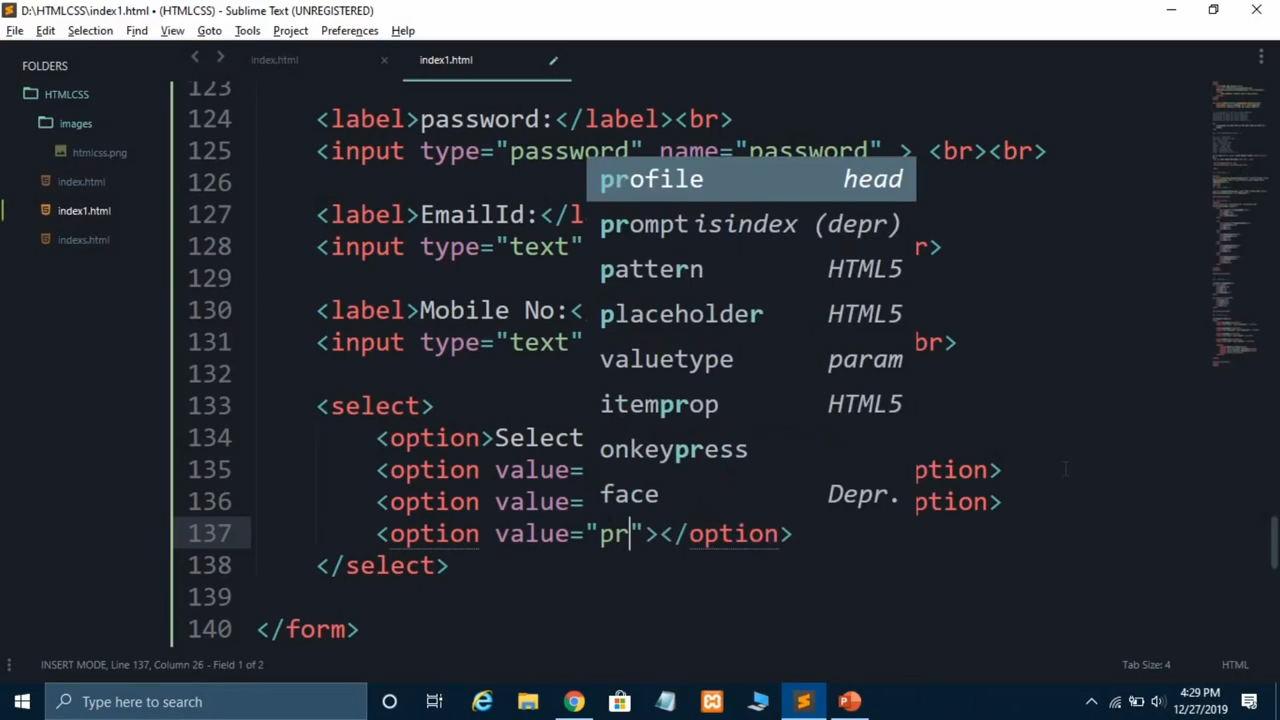 D:\HTMLCSS\index1.html • (HTMLCSS) - Sublime Text (UNREGISTERED)
File Edit Selection Find View Goto Tools Project Preferences Help
FOLDERS
HTMLCSS
images
htmlcss.png
index.html
index1.html
indexs.html
index.html
index1.html
123
124 <label>password:</label><br>
125 <input type="password" name="password" > <br><br>
126
127 <label>EmailId:</l
128 <input type="text" r>
129
130 <label>Mobile No:<
131 <input type="text" br>
132
133 <select>
134 <option>Select
135 <option value= ption>
136 <option value= ption>
137 <option value="pr"></option>
138 </select>
139
140 </form>
profile head
prompt isindex (depr)
pattern HTML5
placeholder HTML5
valuetype param
itemprop HTML5
onkeypress
face Depr.
INSERT MODE, Line 137, Column 26 - Field 1 of 2 Tab Size: 4 HTML
Type here to search
4:29 PM
12/27/2019